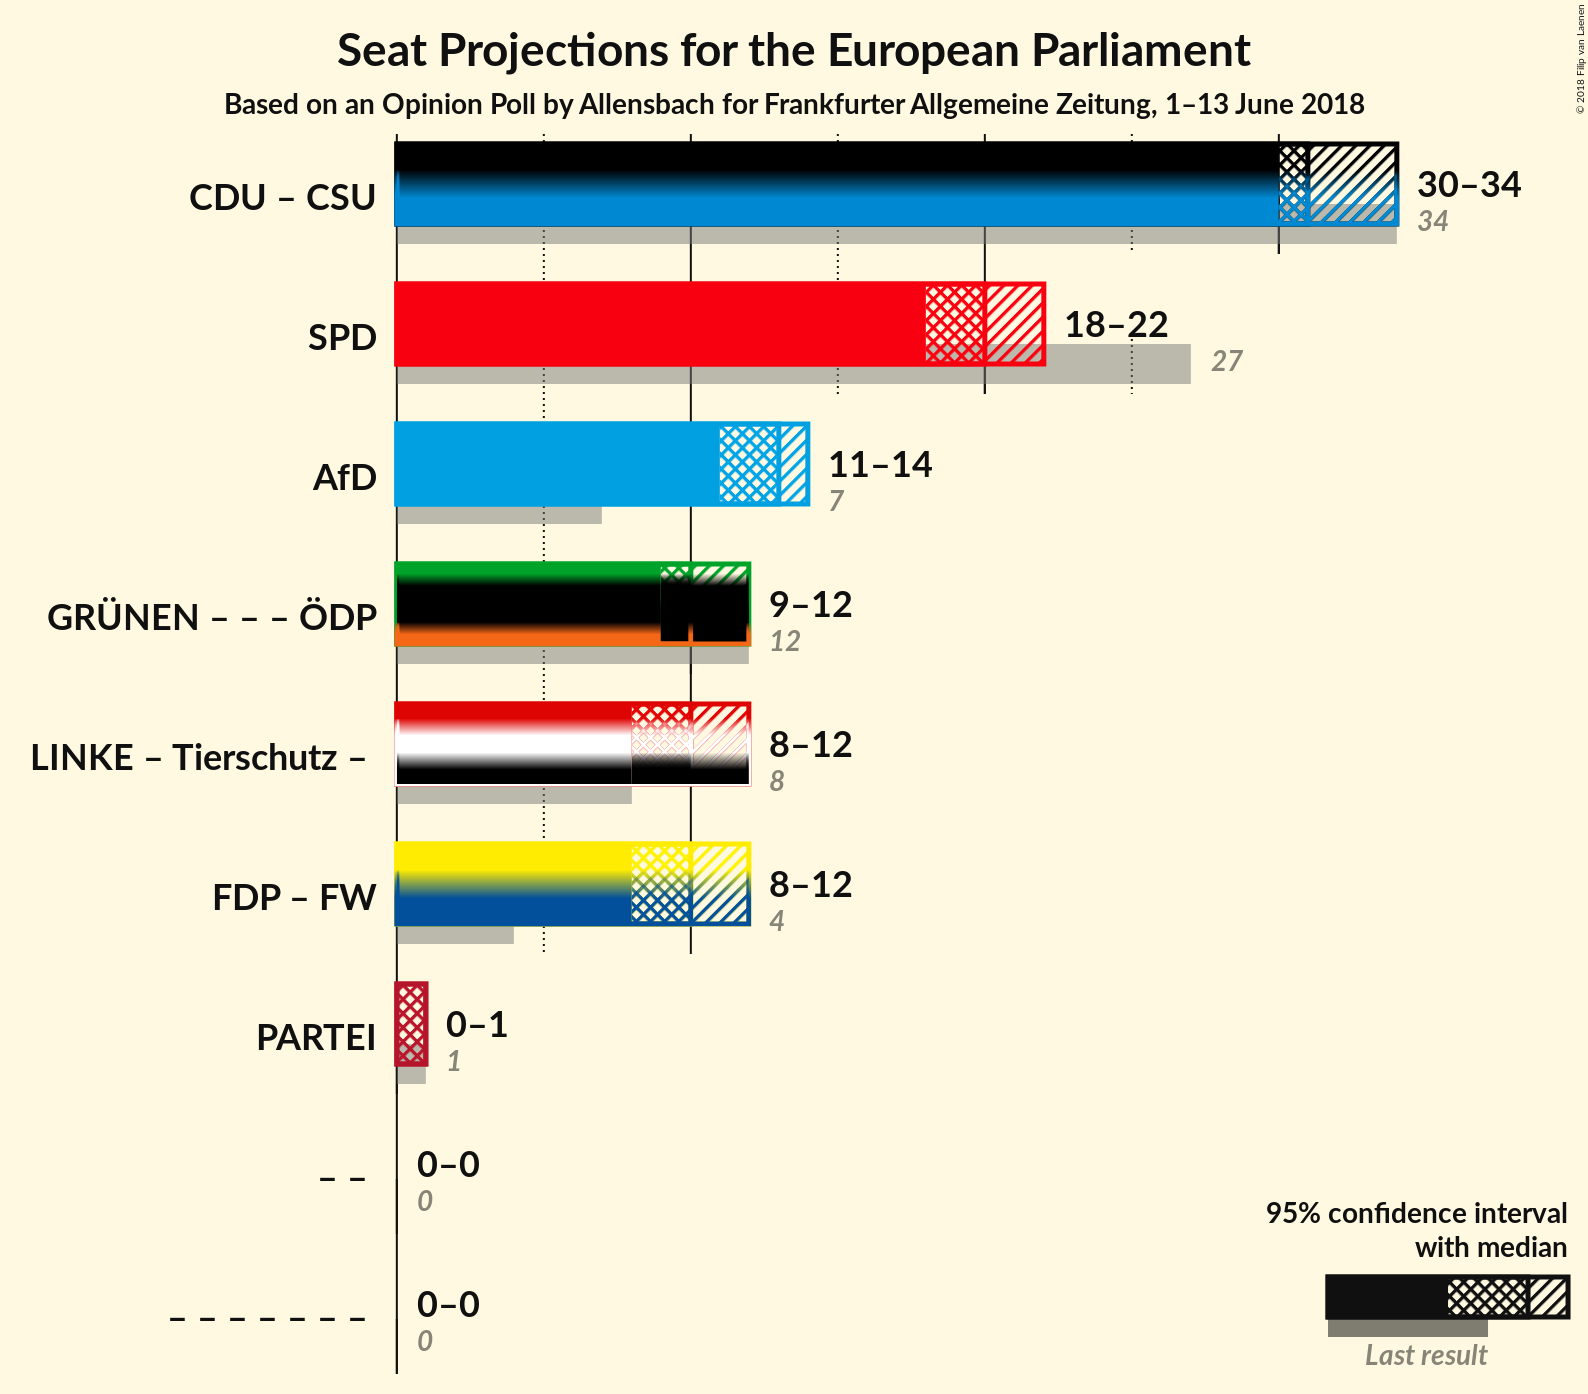 Seat Projections for the European Parliament
Based on an Opinion Poll by Allensbach for Frankfurter Allgemeine Zeitung, 1–13 June 2018
© 2018 Filip van Laenen
CDU – CSU
30–34
34
SPD
18–22
27
AfD
11–14
7
GRÜNEN – – – ÖDP
9–12
12
LINKE – Tierschutz –
8–12
8
FDP – FW
8–12
4
PARTEI
0–1
1
– –
0–0
0
– – – – – – –
0–0
0
95% confidence interval
with median
Last result